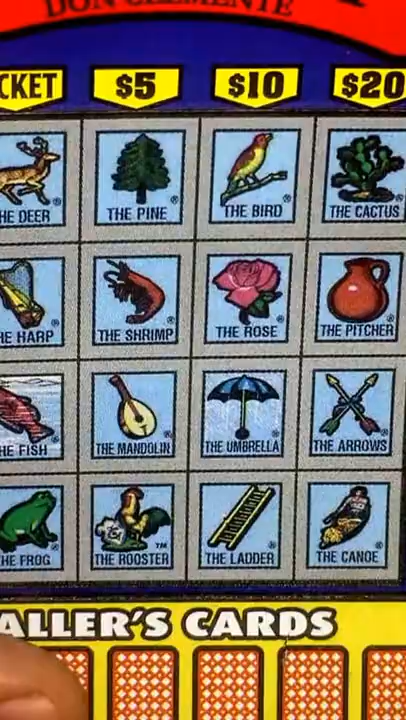 DON CLEMENTE
CKET $5 $10 $20
HE DEER THE PINE THE BIRD THE CACTUS
HE HARP THE SHRIMP THE ROSE THE PITCHER
HE FISH THE MANDOLIN THE UMBRELLA THE ARROWS
HE FROG THE ROOSTER THE LADDER THE CANOE
ALLER'S CARDS